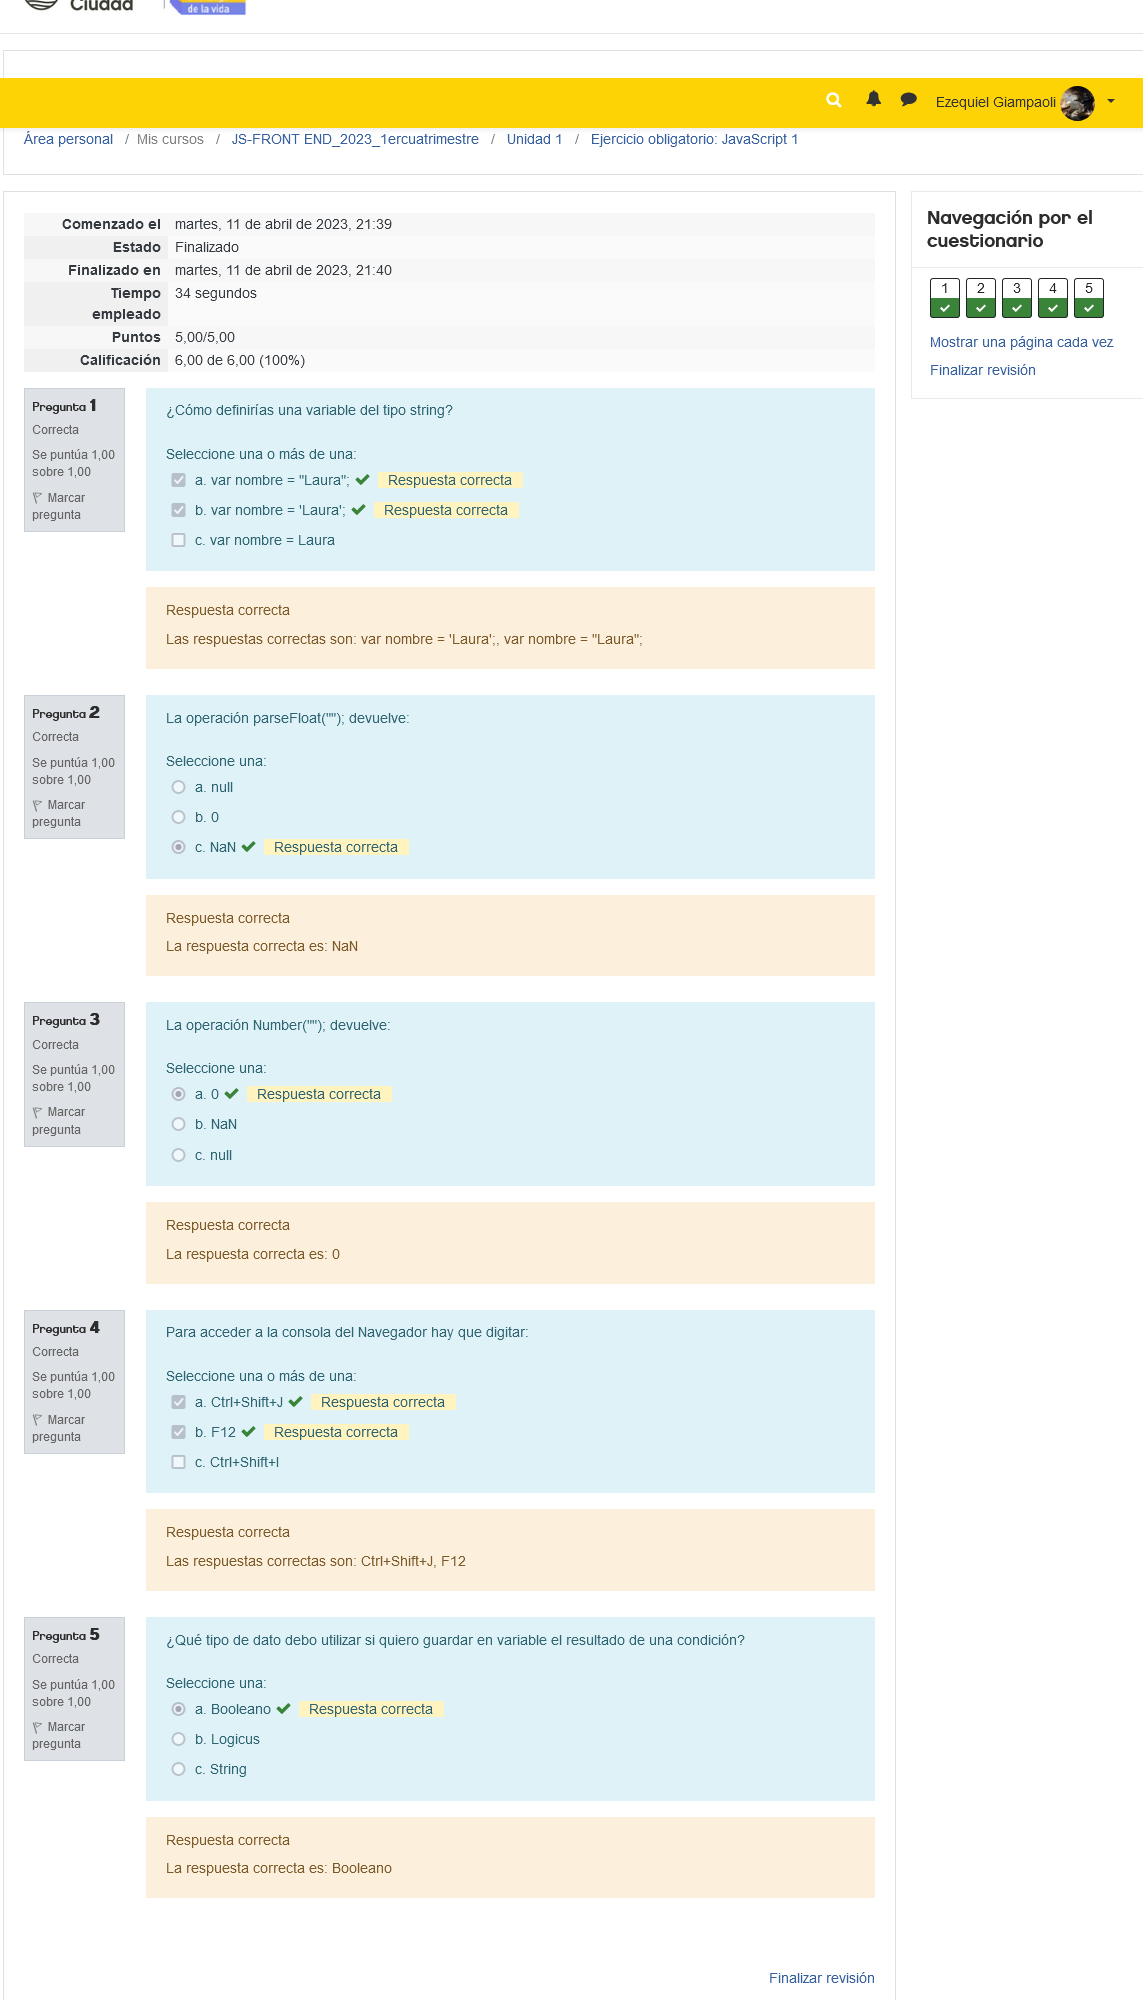 Ciudad
de la vida
Ezequiel Giampaoli
Área personal / Mis cursos / JS-FRONT END_2023_1ercuatrimestre / Unidad 1 / Ejercicio obligatorio: JavaScript 1
Comenzado el martes, 11 de abril de 2023, 21:39
Estado Finalizado
Finalizado en martes, 11 de abril de 2023, 21:40
Tiempo empleado 34 segundos
Puntos 5,00/5,00
Calificación 6,00 de 6,00 (100%)
Navegación por el
cuestionario
1 2 3 4 5
Mostrar una página cada vez
Finalizar revisión
Pregunta 1
Correcta
Se puntúa 1,00
sobre 1,00
Marcar
pregunta
¿Cómo definirías una variable del tipo string?
Seleccione una o más de una:
a. var nombre = "Laura"; Respuesta correcta
b. var nombre = 'Laura'; Respuesta correcta
c. var nombre = Laura
Respuesta correcta
Las respuestas correctas son: var nombre = 'Laura';, var nombre = "Laura";
Pregunta 2
Correcta
Se puntúa 1,00
sobre 1,00
Marcar
pregunta
La operación parseFloat(""); devuelve:
Seleccione una:
a. null
b. 0
c. NaN Respuesta correcta
Respuesta correcta
La respuesta correcta es: NaN
Pregunta 3
Correcta
Se puntúa 1,00
sobre 1,00
Marcar
pregunta
La operación Number(""); devuelve:
Seleccione una:
a. 0 Respuesta correcta
b. NaN
c. null
Respuesta correcta
La respuesta correcta es: 0
Pregunta 4
Correcta
Se puntúa 1,00
sobre 1,00
Marcar
pregunta
Para acceder a la consola del Navegador hay que digitar:
Seleccione una o más de una:
a. Ctrl+Shift+J Respuesta correcta
b. F12 Respuesta correcta
c. Ctrl+Shift+I
Respuesta correcta
Las respuestas correctas son: Ctrl+Shift+J, F12
Pregunta 5
Correcta
Se puntúa 1,00
sobre 1,00
Marcar
pregunta
¿Qué tipo de dato debo utilizar si quiero guardar en variable el resultado de una condición?
Seleccione una:
a. Booleano Respuesta correcta
b. Logicus
c. String
Respuesta correcta
La respuesta correcta es: Booleano
Finalizar revisión